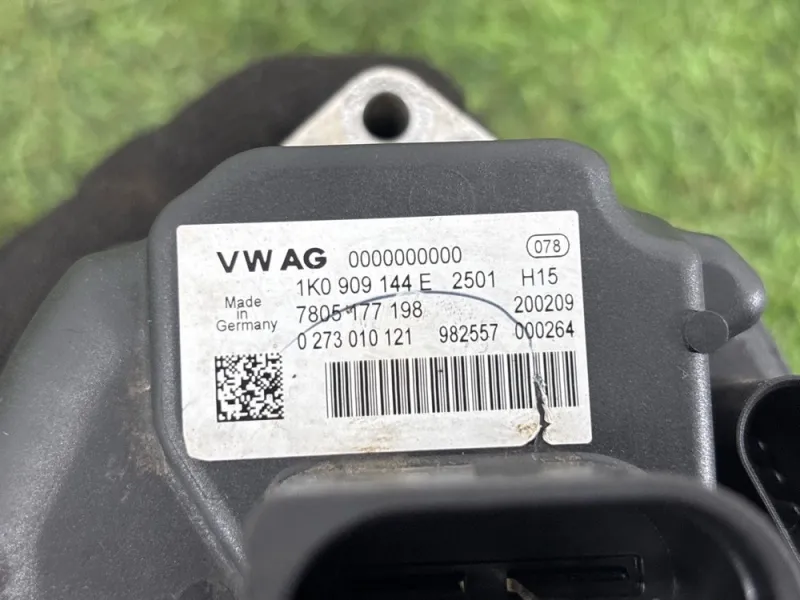 VW AG 0000000000 078
1K0 909 144 E 2501 H15
Made in Germany
7805 177 198 200209
0 273 010 121 982557 000264